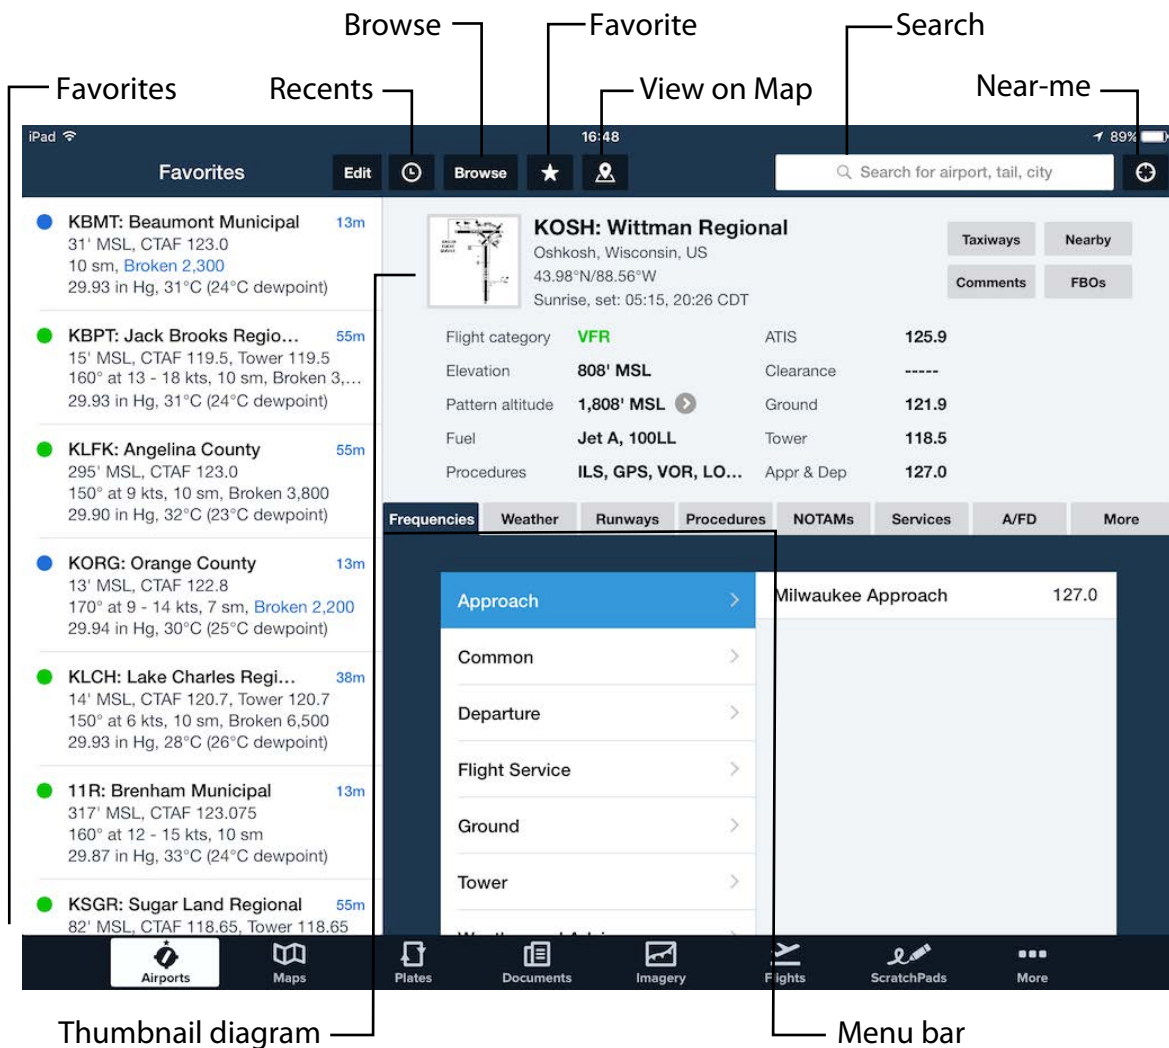 Browse
Favorite
Search
Favorites
Recents
View on Map
Near-me
iPad
16:48
89%
Favorites
Edit
Browse
Search for airport, tail, city
KBMT: Beaumont Municipal 13m
31' MSL, CTAF 123.0
10 sm, Broken 2,300
29.93 in Hg, 31°C (24°C dewpoint)
KBPT: Jack Brooks Regio... 55m
15' MSL, CTAF 119.5, Tower 119.5
160° at 13 - 18 kts, 10 sm, Broken 3,...
29.93 in Hg, 31°C (24°C dewpoint)
KLFK: Angelina County 55m
295' MSL, CTAF 123.0
150° at 9 kts, 10 sm, Broken 3,800
29.90 in Hg, 32°C (23°C dewpoint)
KORG: Orange County 13m
13' MSL, CTAF 122.8
170° at 9 - 14 kts, 7 sm, Broken 2,200
29.94 in Hg, 30°C (25°C dewpoint)
KLCH: Lake Charles Regi... 38m
14' MSL, CTAF 120.7, Tower 120.7
150° at 6 kts, 10 sm, Broken 6,500
29.93 in Hg, 28°C (26°C dewpoint)
11R: Brenham Municipal 13m
317' MSL, CTAF 123.075
160° at 12 - 15 kts, 10 sm
29.87 in Hg, 33°C (24°C dewpoint)
KSGR: Sugar Land Regional 55m
82' MSL, CTAF 118.65, Tower 118.65
KOSH: Wittman Regional
Oshkosh, Wisconsin, US
43.98°N/88.56°W
Sunrise, set: 05:15, 20:26 CDT
Taxiways
Nearby
Comments
FBOs
Flight category VFR ATIS 125.9
Elevation 808' MSL Clearance -----
Pattern altitude 1,808' MSL Ground 121.9
Fuel Jet A, 100LL Tower 118.5
Procedures ILS, GPS, VOR, LO... Appr & Dep 127.0
Frequencies Weather Runways Procedures NOTAMs Services A/FD More
Approach
Milwaukee Approach 127.0
Common
Departure
Flight Service
Ground
Tower
Airports Maps Plates Documents Imagery Flights ScratchPads More
Thumbnail diagram
Menu bar